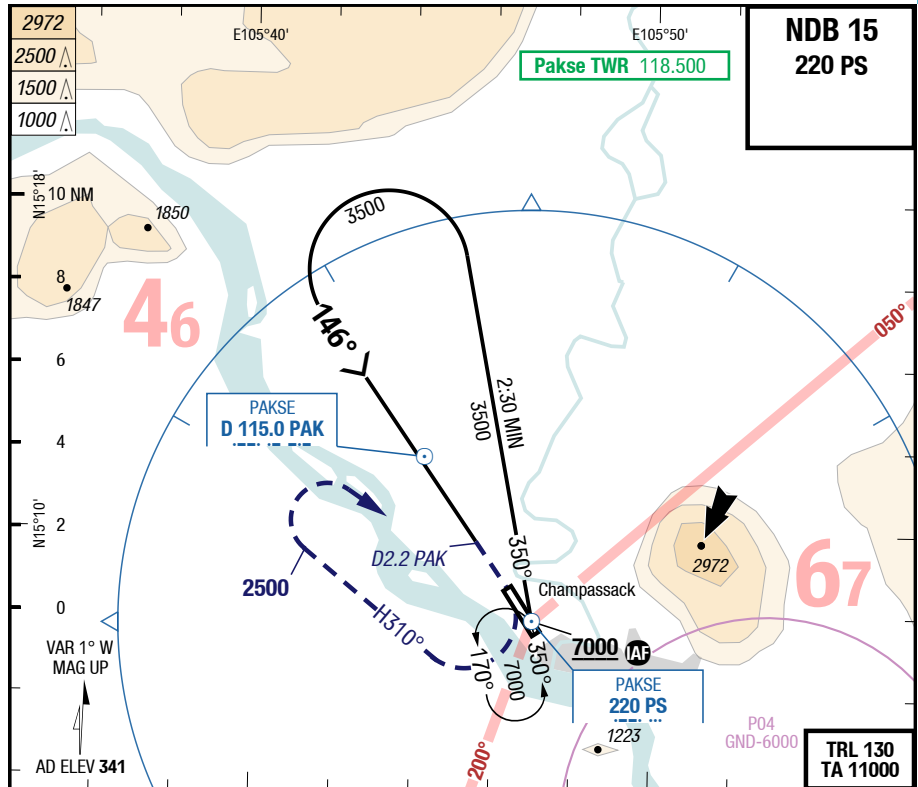 2972
2500
1500
1000
E105°40'
E105°50'
Pakse TWR 118.500
NDB 15
220 PS
N15°18'
10 NM
8
6
4
2
0
N15°10'
1850
1847
46
3500
146°
2:30 MIN
3500
050°
PAKSE
D 115.0 PAK
D2.2 PAK
350°
2500
H310°
Champassack
2972
67
7000 IAF
170°
7000
350°
PAKSE
220 PS
VAR 1° W
MAG UP
AD ELEV 341
200°
1223
P04
GND-6000
TRL 130
TA 11000